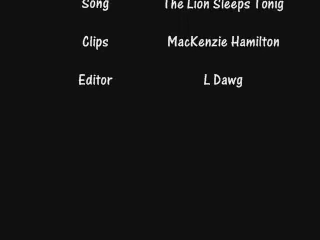 Song The Lion Sleeps Tonig
Clips MacKenzie Hamilton
Editor L Dawg